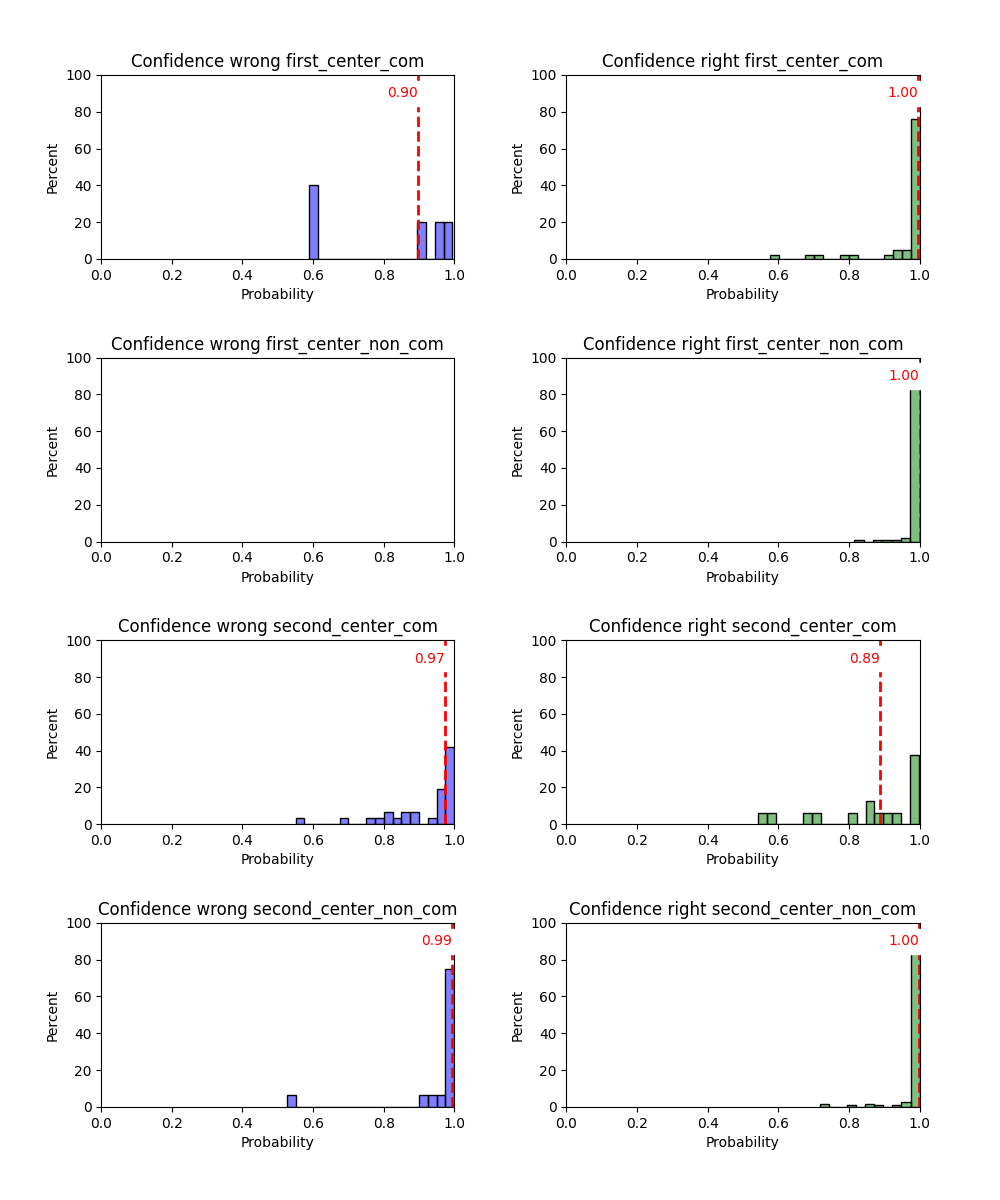 Confidence wrong first_center_com
100
80
60
40
20
0
Percent
0.90
0.0 0.2 0.4 0.6 0.8 1.0
Probability
Confidence right first_center_com
100
80
60
40
20
0
Percent
1.00
0.0 0.2 0.4 0.6 0.8 1.0
Probability
Confidence wrong first_center_non_com
100
80
60
40
20
0
Percent
0.0 0.2 0.4 0.6 0.8 1.0
Probability
Confidence right first_center_non_com
100
80
60
40
20
0
Percent
1.00
0.0 0.2 0.4 0.6 0.8 1.0
Probability
Confidence wrong second_center_com
100
80
60
40
20
0
Percent
0.97
0.0 0.2 0.4 0.6 0.8 1.0
Probability
Confidence right second_center_com
100
80
60
40
20
0
Percent
0.89
0.0 0.2 0.4 0.6 0.8 1.0
Probability
Confidence wrong second_center_non_com
100
80
60
40
20
0
Percent
0.99
0.0 0.2 0.4 0.6 0.8 1.0
Probability
Confidence right second_center_non_com
100
80
60
40
20
0
Percent
1.00
0.0 0.2 0.4 0.6 0.8 1.0
Probability